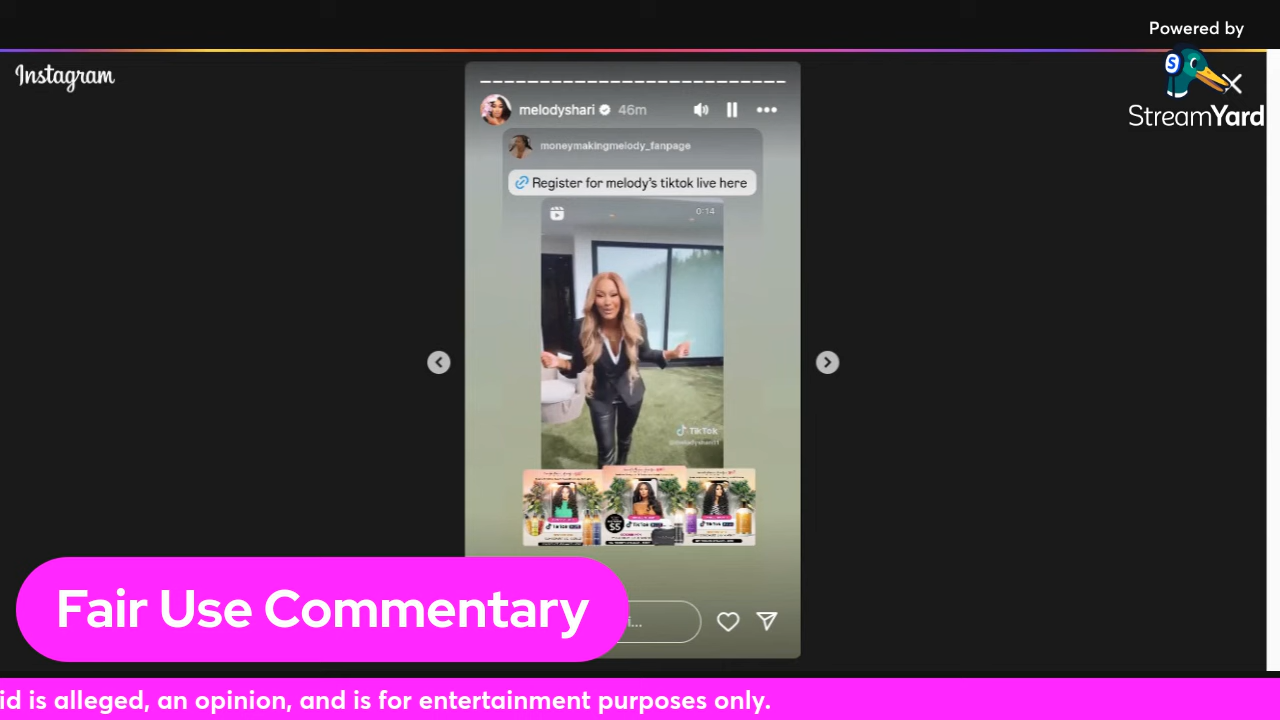 Powered by
StreamYard
Instagram
melodyshari 46m
moneymakingmelody_fanpage
Register for melody's tiktok live here
0:14
TikTok
$5
i...
Fair Use Commentary
id is alleged, an opinion, and is for entertainment purposes only.